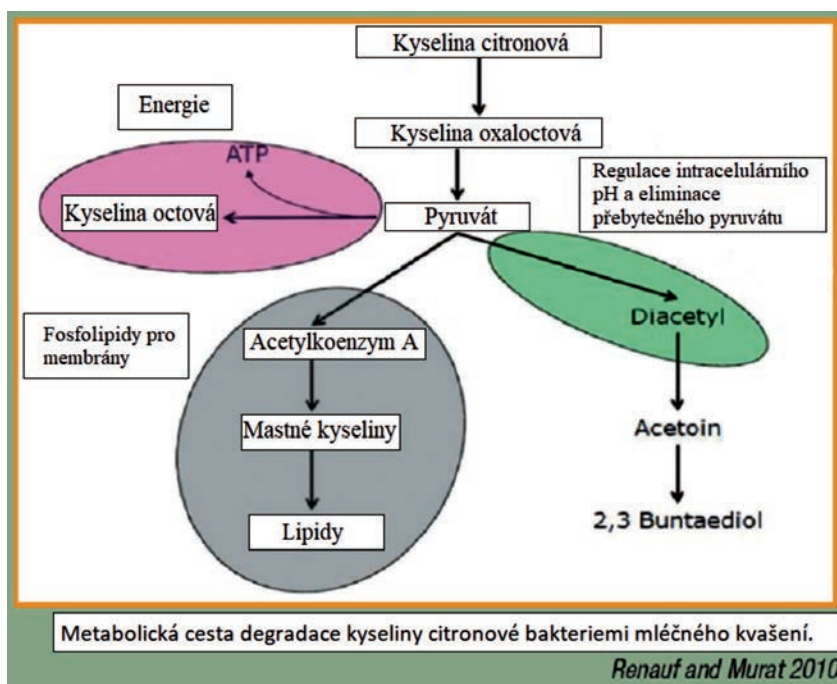 Kyselina citronová
Energie
Kyselina oxaloctová
ATP
Regulace intracelulárního
pH a eliminace
přebytečného pyruvátu
Kyselina octová
Pyruvát
Diacetyl
Fosfolipidy pro
membrány
Acetylkoenzym A
Mastné kyseliny
Acetoin
Lipidy
2,3 Buntaediol
Metabolická cesta degradace kyseliny citronové bakteriemi mléčného kvašení.
Renauf and Murat 2010